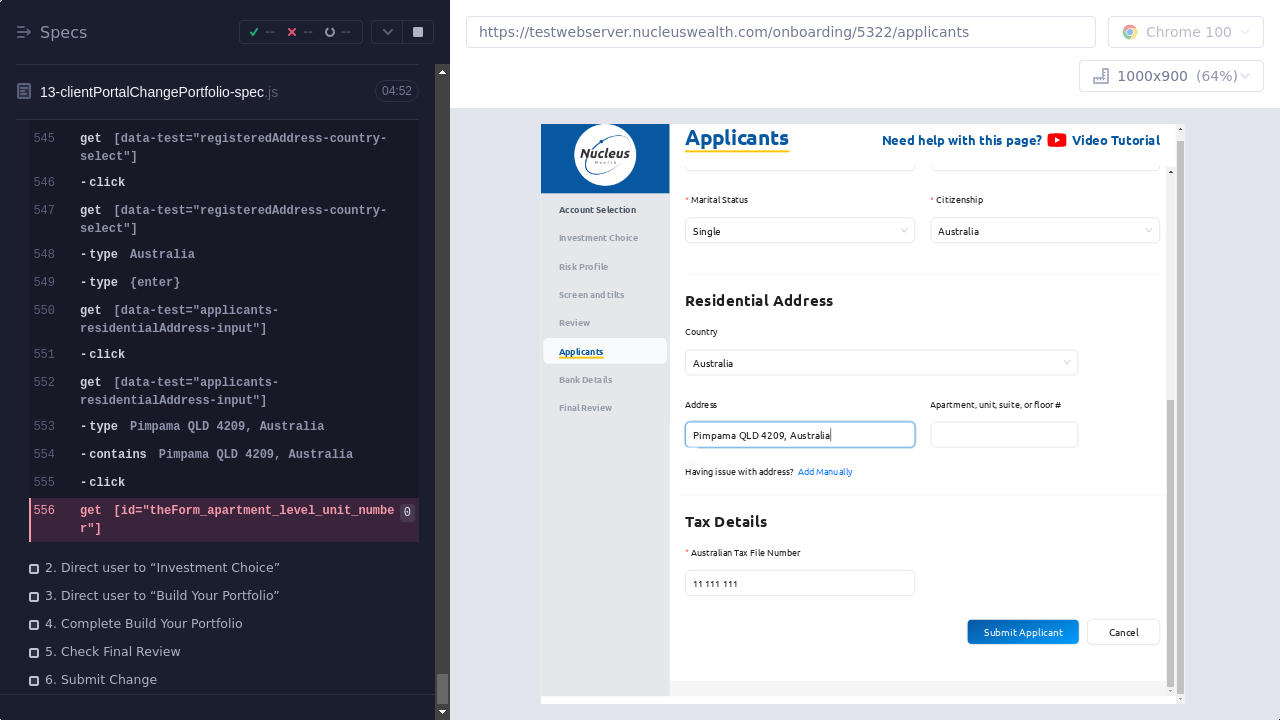 Specs
--
--
--
13-clientPortalChangePortfolio-spec.js
04:52
545 get [data-test="registeredAddress-country-
select"]
546 -click
547 get [data-test="registeredAddress-country-
select"]
548 -type Australia
549 -type {enter}
550 get [data-test="applicants-
residentialAddress-input"]
551 -click
552 get [data-test="applicants-
residentialAddress-input"]
553 -type Pimpama QLD 4209, Australia
554 -contains Pimpama QLD 4209, Australia
555 -click
556 get [id="theForm_apartment_level_unit_numbe
r"]
0
2. Direct user to “Investment Choice”
3. Direct user to “Build Your Portfolio”
4. Complete Build Your Portfolio
5. Check Final Review
6. Submit Change
https://testwebserver.nucleuswealth.com/onboarding/5322/applicants
Chrome 100
1000x900 (64%)
Nucleus
Wealth
Account Selection
Investment Choice
Risk Profile
Screen and tilts
Review
Applicants
Bank Details
Final Review
Applicants
Need help with this page? Video Tutorial
* Marital Status
* Citizenship
Single
Australia
Residential Address
Country
Australia
Address
Apartment, unit, suite, or floor #
Pimpama QLD 4209, Australia
Having issue with address? Add Manually
Tax Details
* Australian Tax File Number
11 111 111
Submit Applicant
Cancel